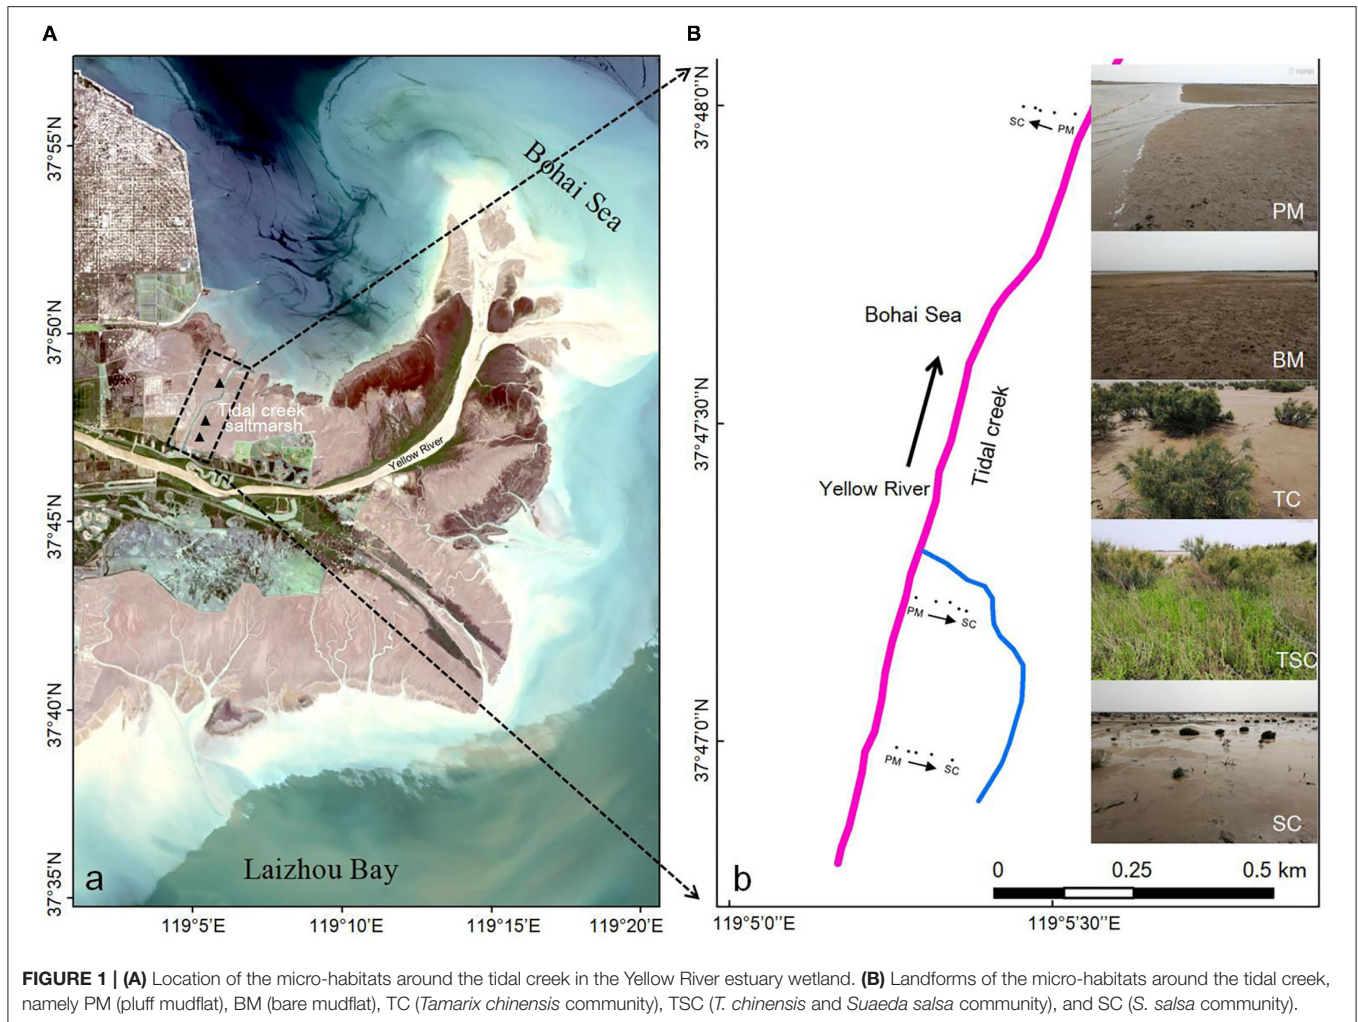 A
B
37°55'N
37°50'N
37°45'N
37°40'N
37°35'N
Bohai Sea
Tidal creek
saltmarsh
Yellow River
Laizhou Bay
a
119°5'E
119°10'E
119°15'E
119°20'E
37°48'0''N
37°47'30''N
37°47'0''N
SC
PM
Bohai Sea
Yellow River
Tidal creek
PM
SC
PM
SC
b
PM
BM
TC
TSC
SC
0
0.25
0.5 km
119°5'0''E
119°5'30''E
FIGURE 1 | (A) Location of the micro-habitats around the tidal creek in the Yellow River estuary wetland. (B) Landforms of the micro-habitats around the tidal creek,
namely PM (pluff mudflat), BM (bare mudflat), TC (Tamarix chinensis community), TSC (T. chinensis and Suaeda salsa community), and SC (S. salsa community).